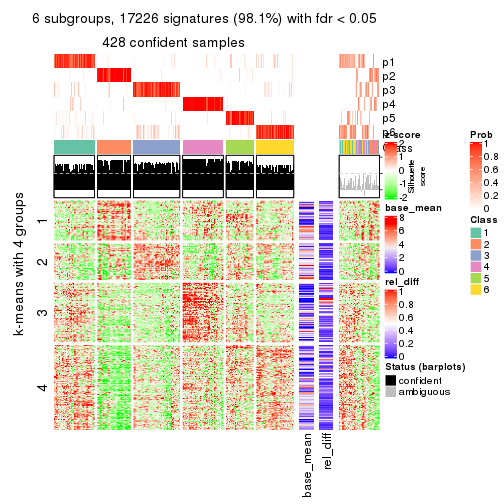 6 subgroups, 17226 signatures (98.1%) with fdr < 0.05
428 confident samples
p1
p2
p3
p4
p5
p6
Class
Silhouette
score
k-means with 4 groups
1
2
3
4
base_mean
rel_diff
z-score
2
1
0
-1
-2
base_mean
8
6
4
2
0
rel_diff
1
0.8
0.6
0.4
0.2
0
Status (barplots)
confident
ambiguous
Prob
1
0.8
0.6
0.4
0.2
0
Class
1
2
3
4
5
6